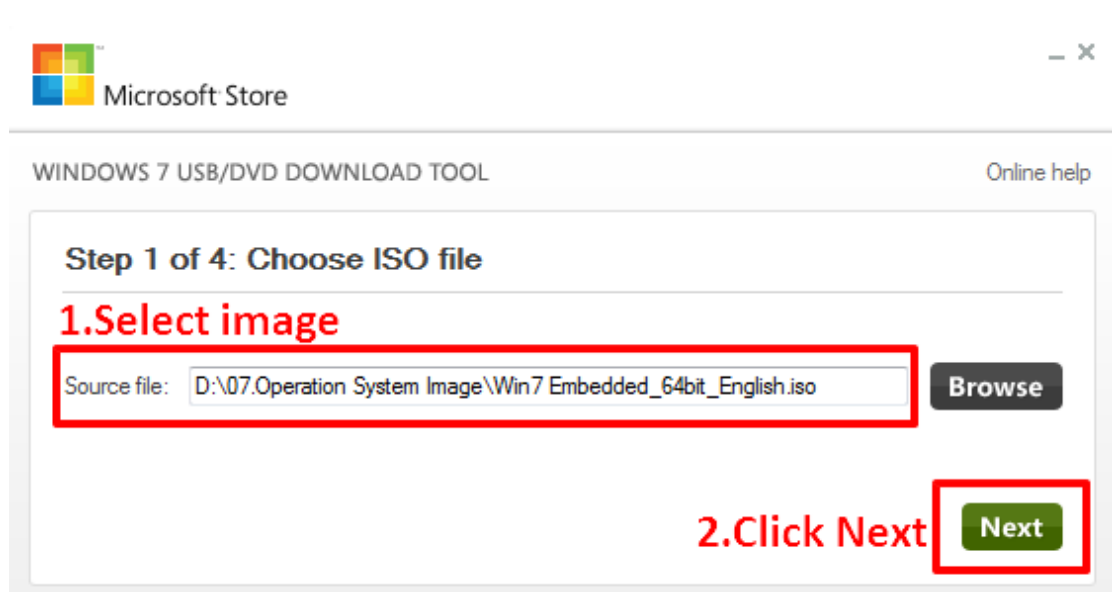 Microsoft Store
WINDOWS 7 USB/DVD DOWNLOAD TOOL
Online help
Step 1 of 4: Choose ISO file
1.Select image
Source file: D:\07.Operation System Image\Win7 Embedded_64bit_English.iso Browse
2.Click Next Next